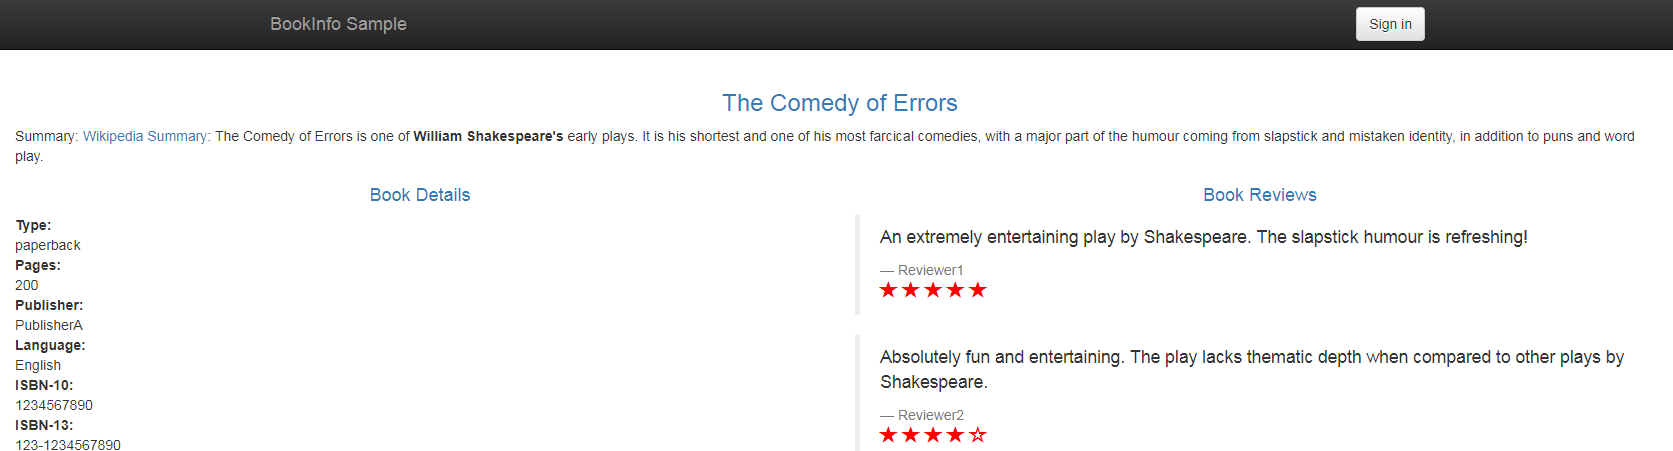 BookInfo Sample
Sign in
The Comedy of Errors
Summary: Wikipedia Summary: The Comedy of Errors is one of William Shakespeare's early plays. It is his shortest and one of his most farcical comedies, with a major part of the humour coming from slapstick and mistaken identity, in addition to puns and word
play.
Book Details
Type:
paperback
Pages:
200
Publisher:
PublisherA
Language:
English
ISBN-10:
1234567890
ISBN-13:
123-1234567890
Book Reviews
An extremely entertaining play by Shakespeare. The slapstick humour is refreshing!
— Reviewer1
Absolutely fun and entertaining. The play lacks thematic depth when compared to other plays by
Shakespeare.
— Reviewer2